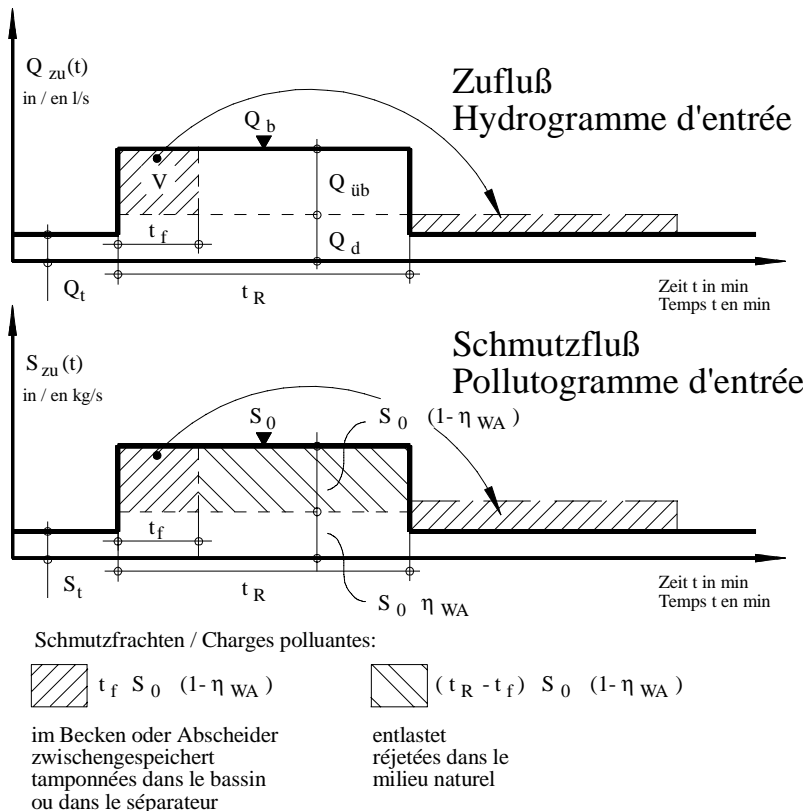 Q zu(t)
in / en l/s
Zufluß
Hydrogramme d'entrée
Q b
V
Q üb
t f
Q d
Q t
t R
Zeit t in min
Temps t en min
S zu(t)
in / en kg/s
Schmutzfluß
Pollutogramme d'entrée
S 0
S 0 (1- η WA)
t f
S t
t R
S 0 η WA
Zeit t in min
Temps t en min
Schmutzfrachten / Charges polluantes:
t f S 0 (1- η WA)
(t R - t f) S 0 (1- η WA)
im Becken oder Abscheider
zwischengespeichert
tamponnées dans le bassin
ou dans le séparateur
entlastet
réjetées dans le
milieu naturel